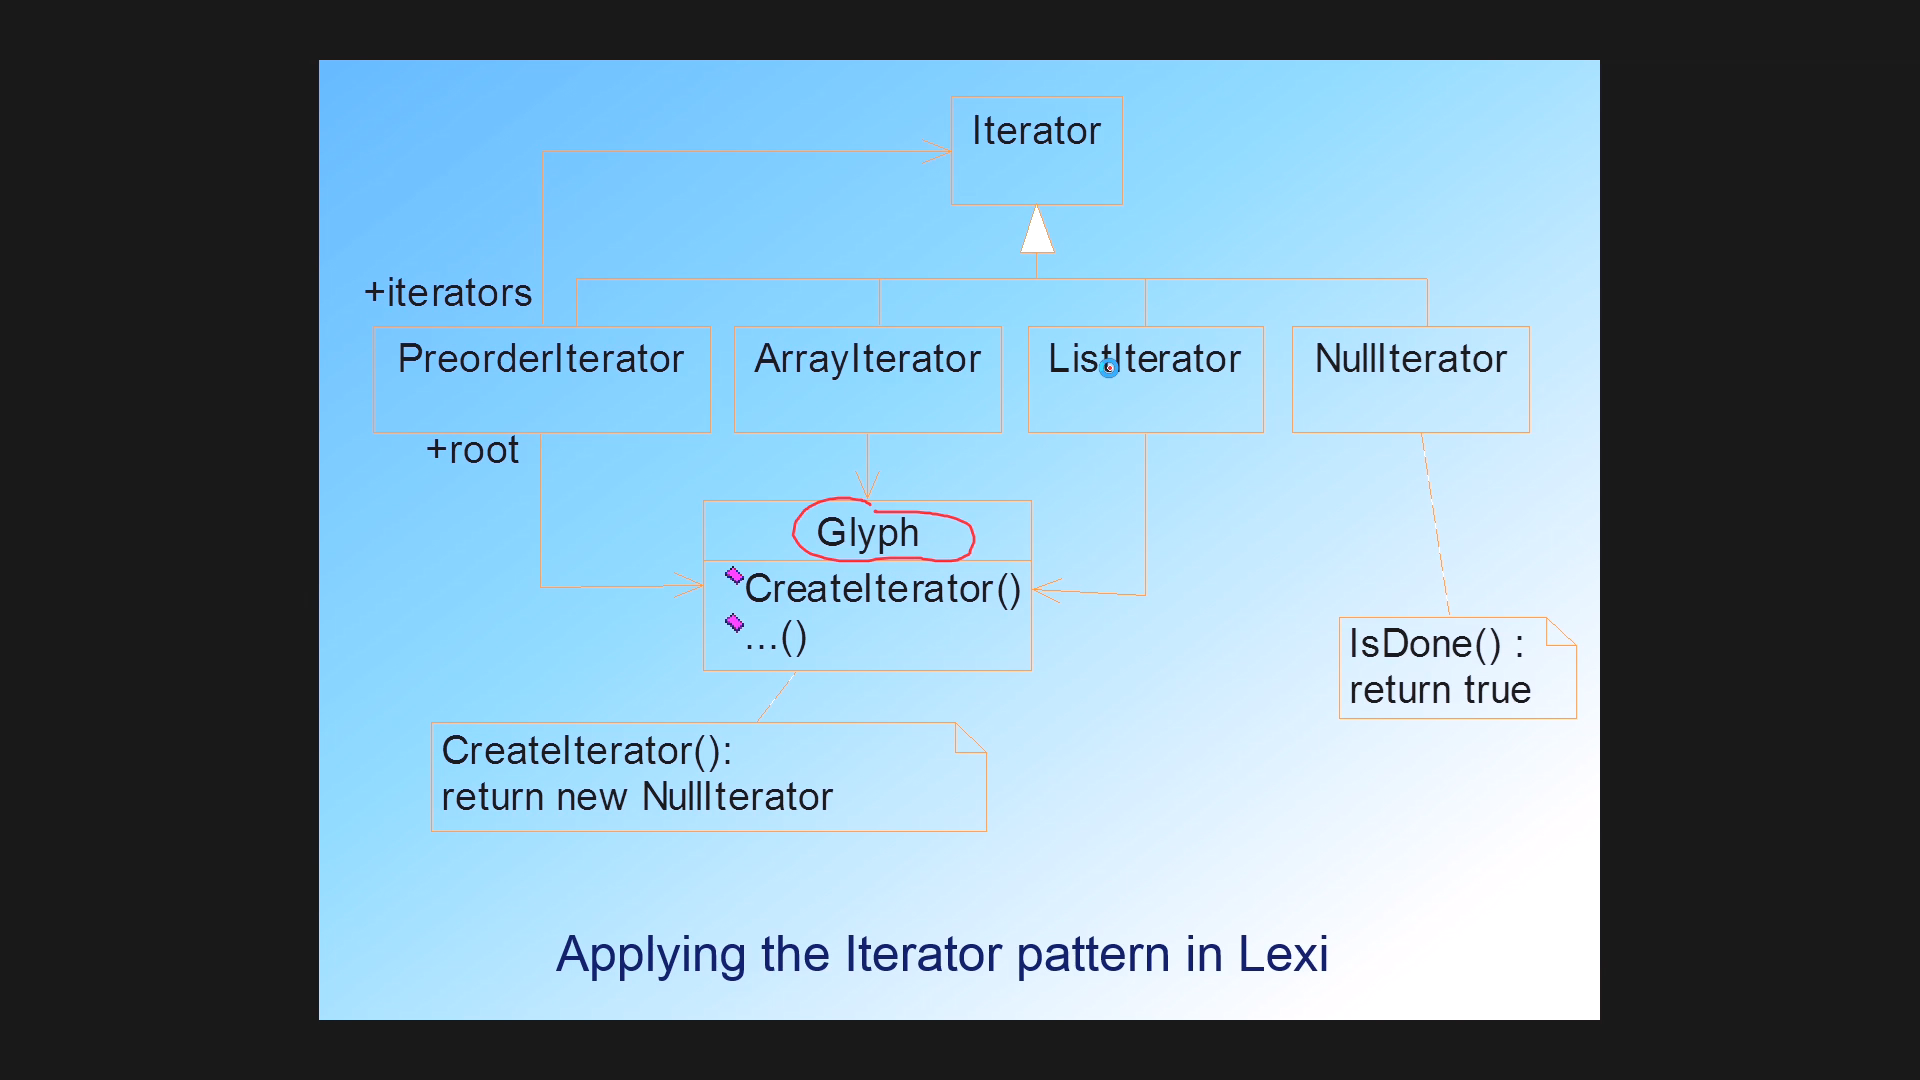 Iterator
+iterators
PreorderIterator
ArrayIterator
ListIterator
NullIterator
+root
Glyph
CreateIterator()
...()
IsDone() :
return true
CreateIterator():
return new NullIterator
Applying the Iterator pattern in Lexi